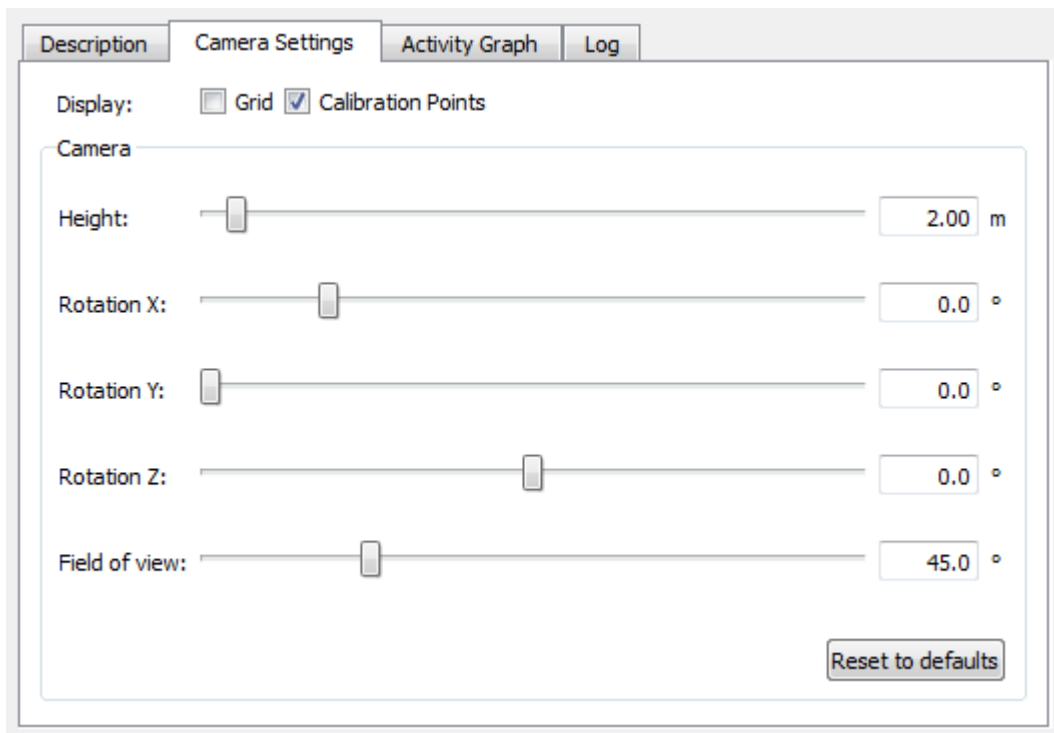 Description Camera Settings Activity Graph Log
Display: Grid Calibration Points
Camera
Height: 2.00 m
Rotation X: 0.0 °
Rotation Y: 0.0 °
Rotation Z: 0.0 °
Field of view: 45.0 °
Reset to defaults